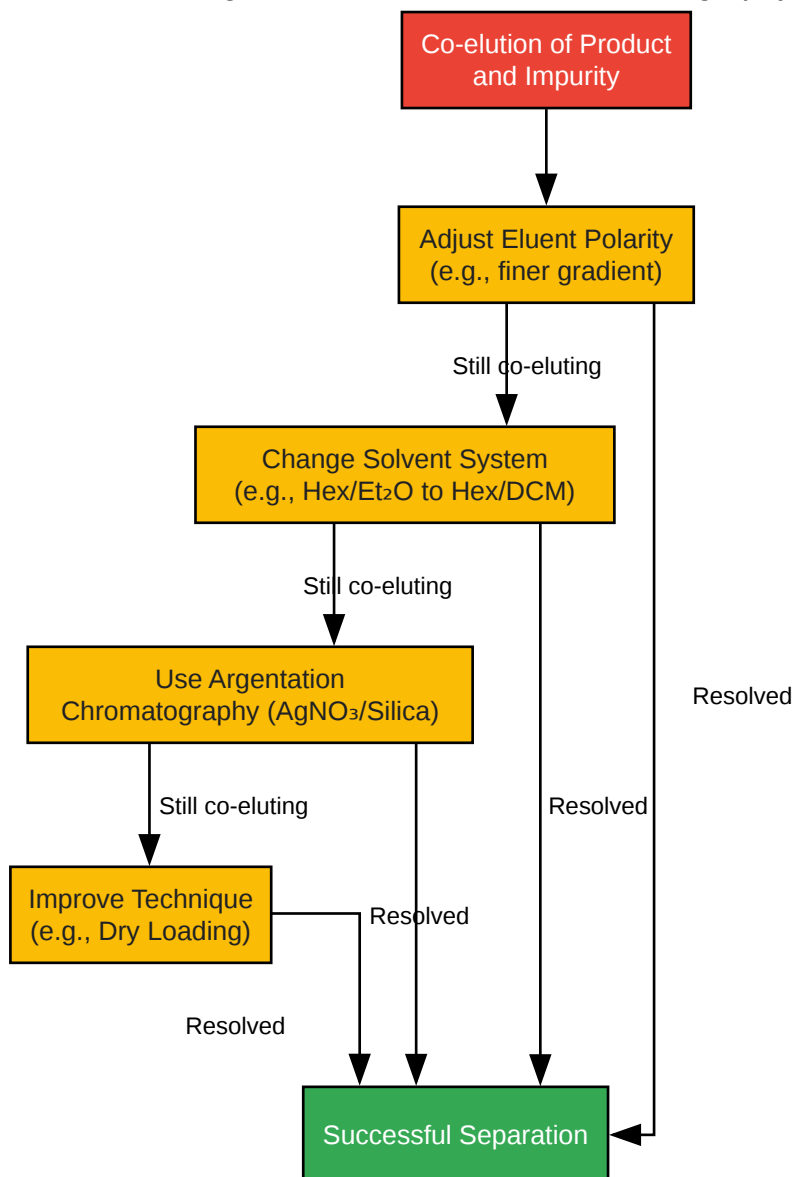 Co-elution of Product
and Impurity
Adjust Eluent Polarity
(e.g., finer gradient)
Still co-eluting
Change Solvent System
(e.g., Hex/Et₂O to Hex/DCM)
Still co-eluting
Use Argentation
Chromatography (AgNO₃/Silica)
Resolved
Still co-eluting
Resolved
Improve Technique
(e.g., Dry Loading)
Resolved
Resolved
Successful Separation